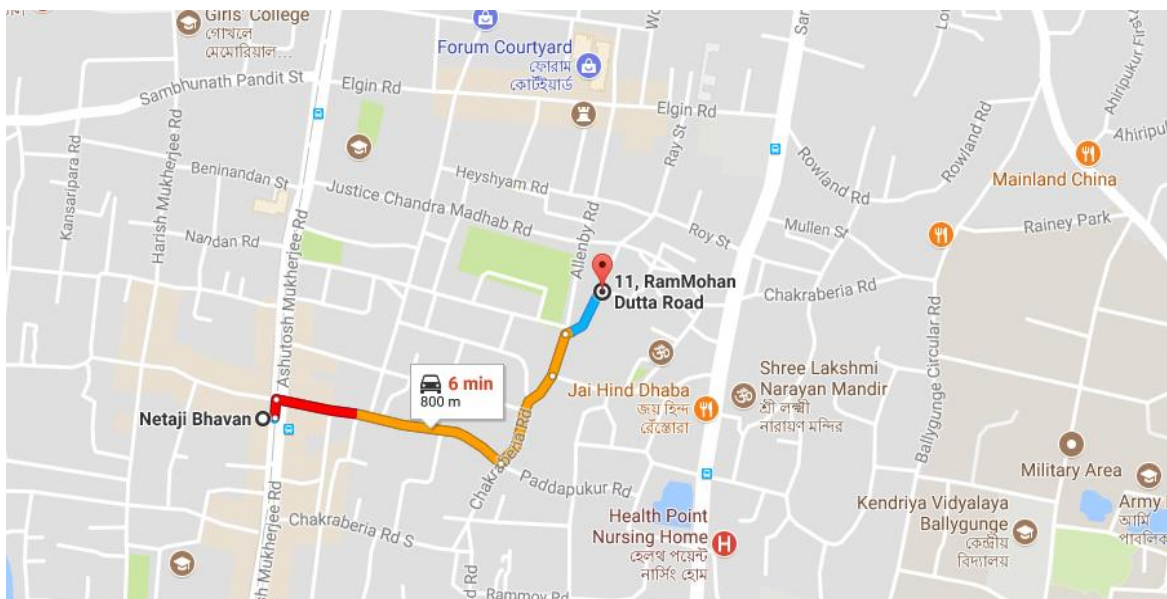 Girls' College
গোখলে
মেমোরিয়াল...
Forum Courtyard
ফোরাম
কোর্টইয়ার্ড
Sambhunath Pandit St
Elgin Rd
Elgin Rd
Ray St
Ahiripukur First
Kansaripara Rd
Harish Mukherjee Rd
Beninandan St
Heyshyam Rd
Justice Chandra Madhab Rd
Rowland Rd
Rowland Rd
Mainland China
Nandan Rd
Ashutosh Mukherjee Rd
Allenby Rd
Roy St
Mullen St
Rainey Park
11, RamMohan
Dutta Road
Chakraberia Rd
Ballygunge Circular Rd
6 min
800 m
Netaji Bhavan
Jai Hind Dhaba
জয় হিন্দ
রেঁস্তোরা
Shree Lakshmi
Narayan Mandir
শ্রী লক্ষ্মী
নারায়ণ মন্দির
Chakraberia Rd
Paddapukur Rd
Military Area
Chakraberia Rd S
Health Point
Nursing Home
হেলথ পয়েন্ট
নার্সিং হোম
H
Kendriya Vidyalaya
Ballygunge
কেন্দ্রীয়
বিদ্যালয়
Army
আর্মি
পাবলিক
Rammoy Rd